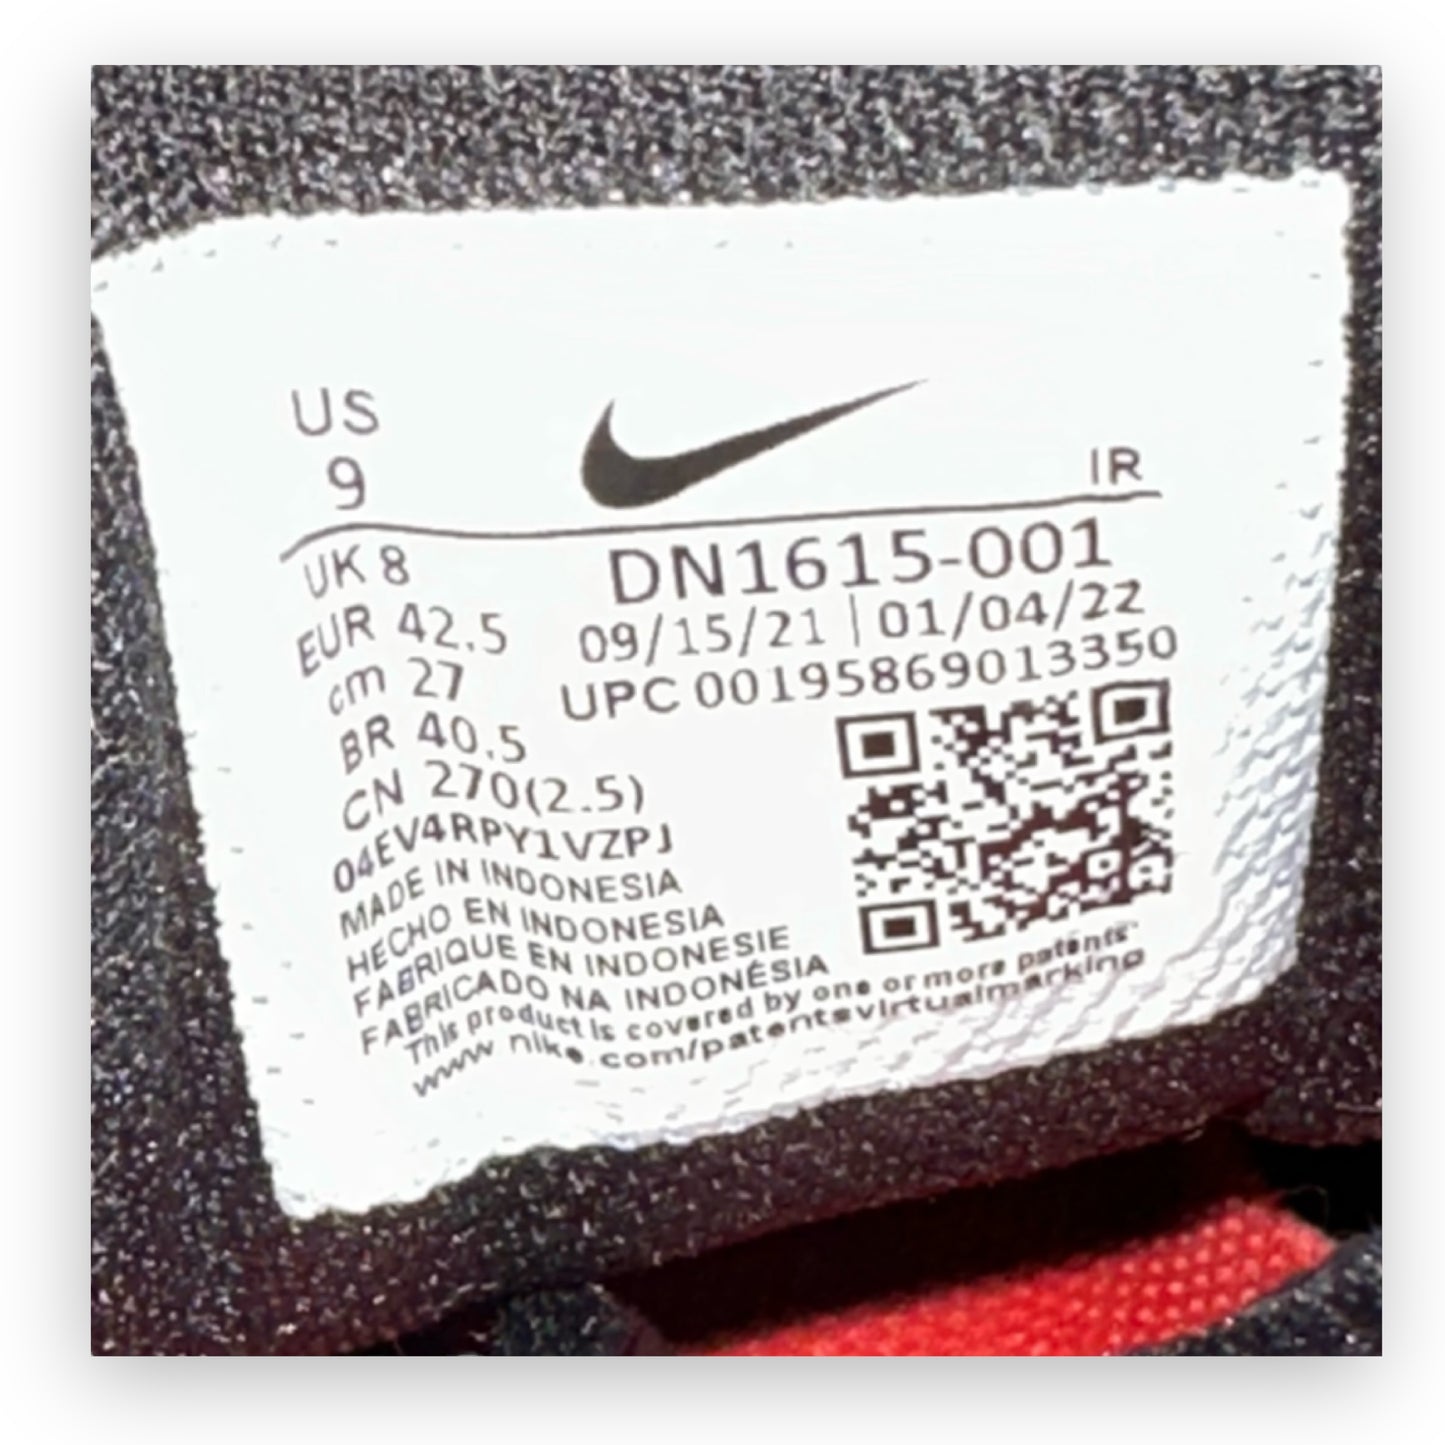 US
9
IR
UK 8
EUR 42.5
cm 27
BR 40.5
CN 270(2.5)
DN1615-001
09/15/21 | 01/04/22
UPC 00195869013350
04EV4RPY1VZPJ
MADE IN INDONESIA
HECHO EN INDONESIA
FABRIQUE EN INDONESIE
FABRICADO NA INDONÉSIA
This product is covered by one or more patents
www nike.com/patentsvirtualmarking